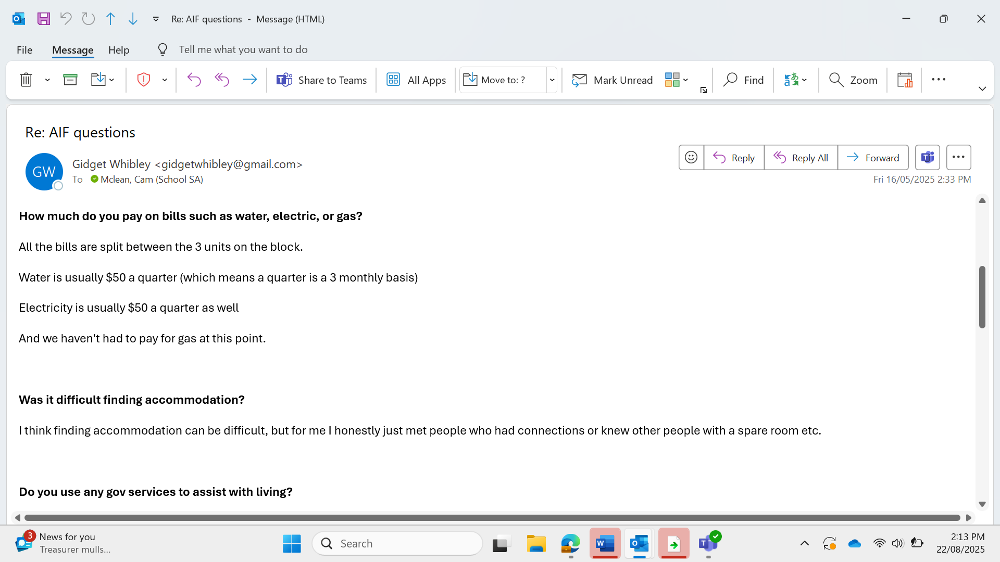 Re: AIF questions - Message (HTML)
File Message Help Tell me what you want to do
Share to Teams All Apps Move to: ? Mark Unread Find Zoom
Re: AIF questions
GW
Gidget Whibley <gidgetwhibley@gmail.com>
To Mclean, Cam (School SA)
Reply Reply All Forward
Fri 16/05/2025 2:33 PM
How much do you pay on bills such as water, electric, or gas?
All the bills are split between the 3 units on the block.
Water is usually $50 a quarter (which means a quarter is a 3 monthly basis)
Electricity is usually $50 a quarter as well
And we haven't had to pay for gas at this point.
Was it difficult finding accommodation?
I think finding accommodation can be difficult, but for me I honestly just met people who had connections or knew other people with a spare room etc.
Do you use any gov services to assist with living?
3
News for you
Treasurer mulls...
Search
2:13 PM
22/08/2025